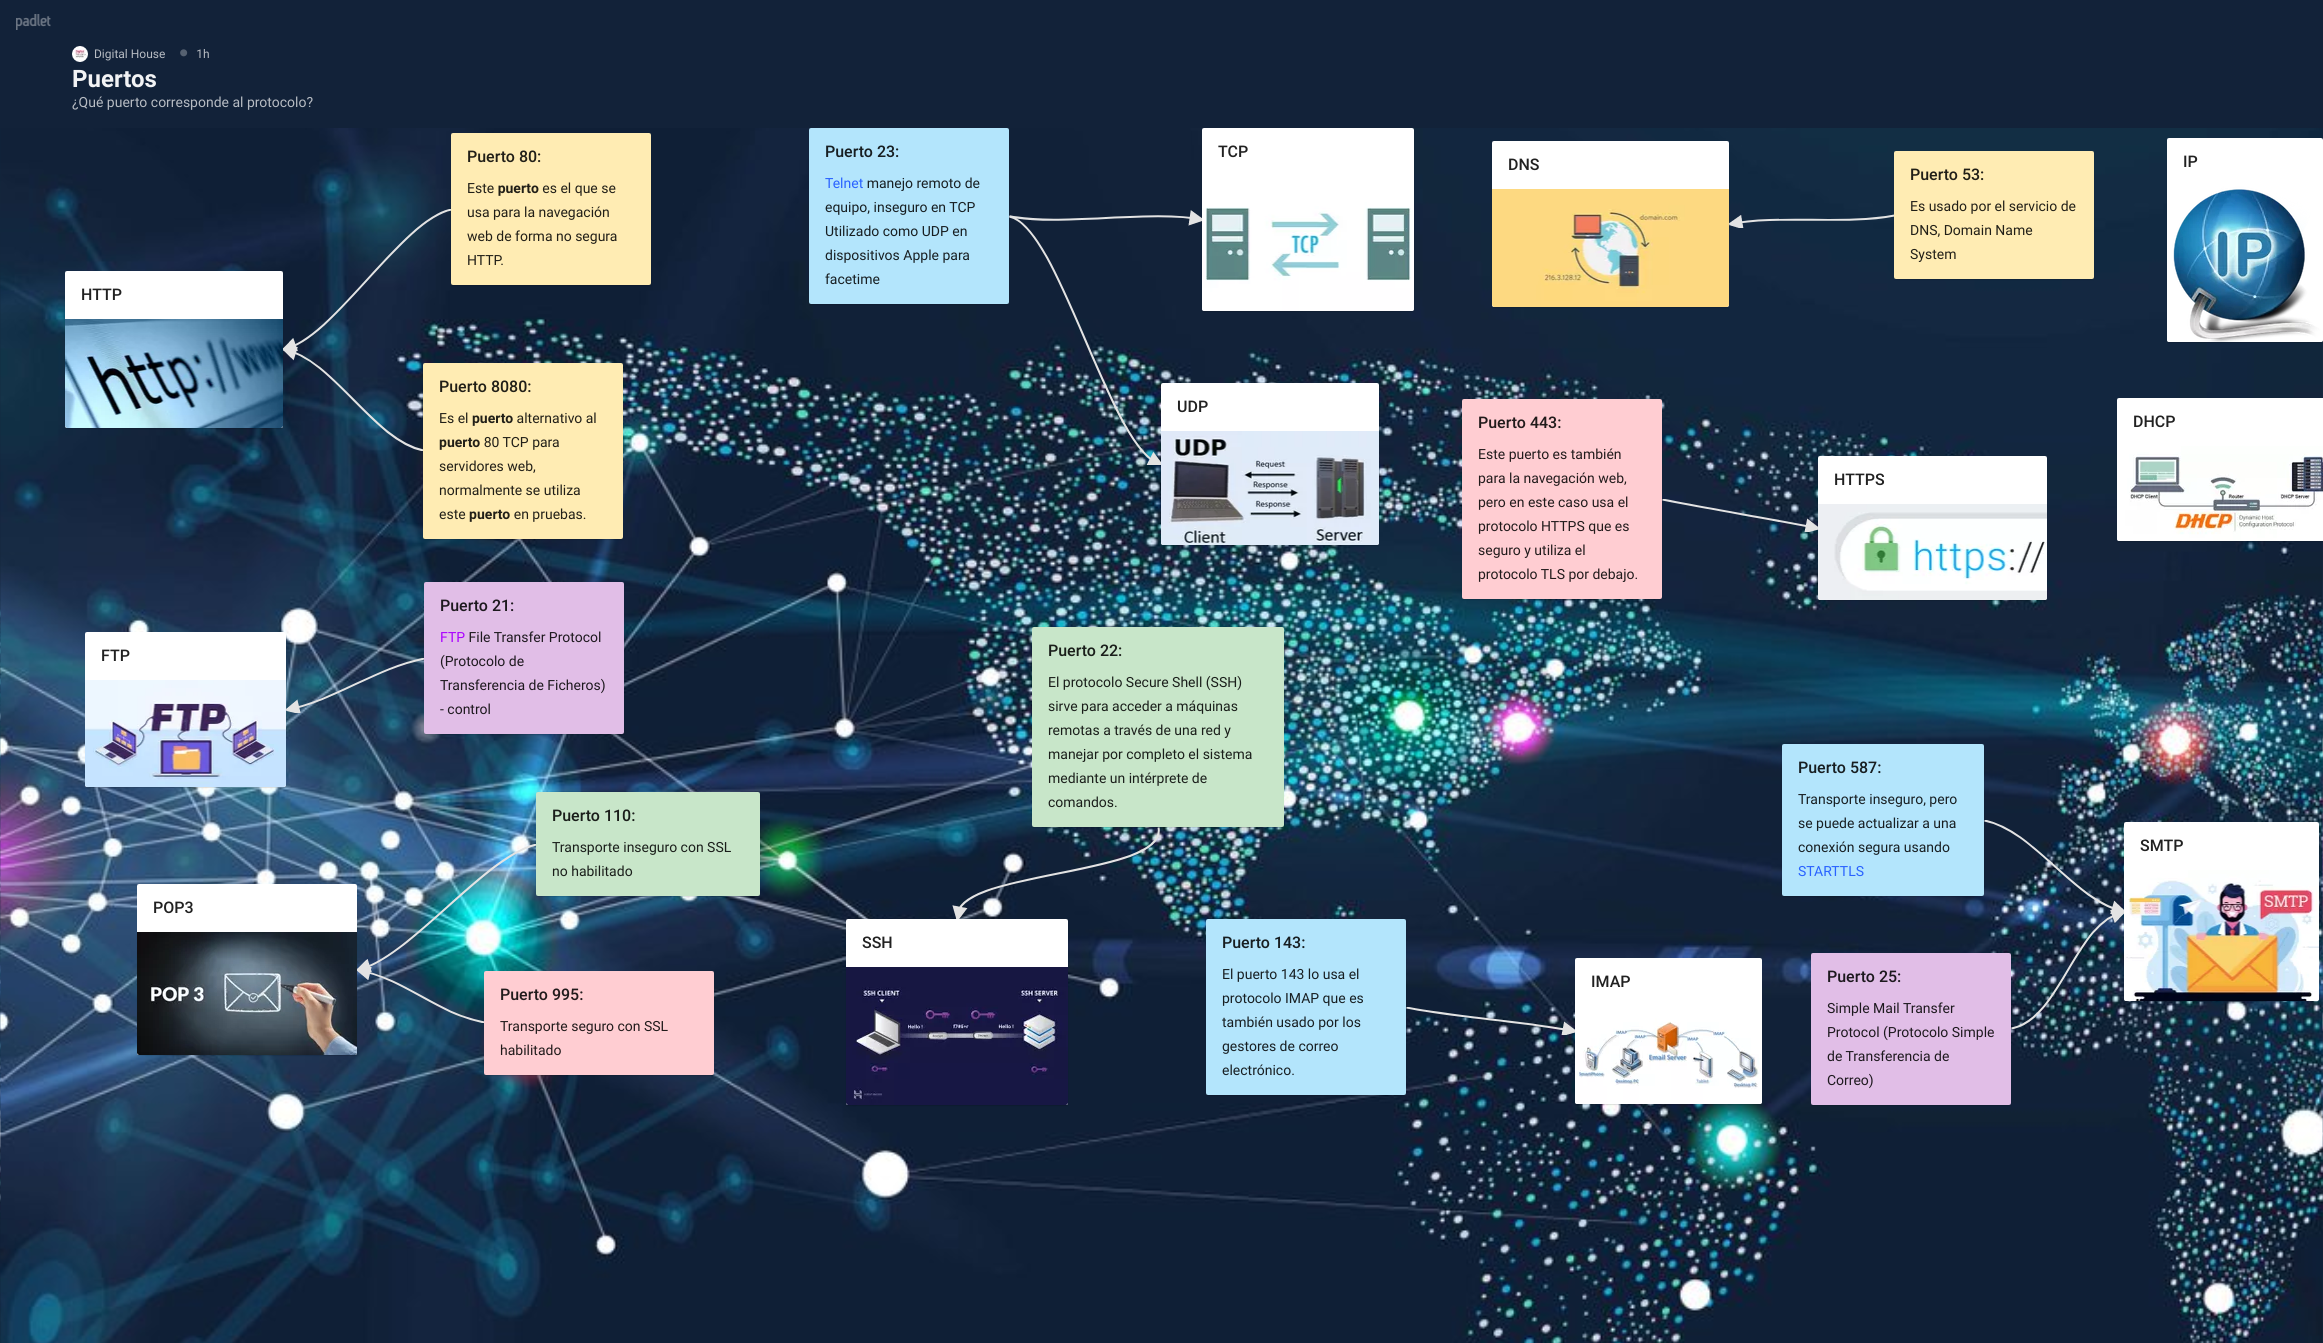 padlet
Digital House • 1h
Puertos
¿Qué puerto corresponde al protocolo?
Puerto 80:
Este puerto es el que se
usa para la navegación
web de forma no segura
HTTP.
HTTP
http://www
Puerto 8080:
Es el puerto alternativo al
puerto 80 TCP para
servidores web,
normalmente se utiliza
este puerto en pruebas.
Puerto 23:
Telnet manejo remoto de
equipo, inseguro en TCP
Utilizado como UDP en
dispositivos Apple para
facetime
TCP
TCP
UDP
UDP
Request
Response
Response
Client
Server
DNS
domain.com
216.3.128.12
Puerto 53:
Es usado por el servicio de
DNS, Domain Name
System
IP
IP
Puerto 443:
Este puerto es también
para la navegación web,
pero en este caso usa el
protocolo HTTPS que es
seguro y utiliza el
protocolo TLS por debajo.
HTTPS
https://
DHCP
DHCP Client
Router
DHCP Server
DHCP
Dynamic Host
Configuration Protocol
FTP
FTP
Puerto 21:
FTP File Transfer Protocol
(Protocolo de
Transferencia de Ficheros)
- control
Puerto 110:
Transporte inseguro con SSL
no habilitado
POP3
POP 3
Puerto 995:
Transporte seguro con SSL
habilitado
Puerto 22:
El protocolo Secure Shell (SSH)
sirve para acceder a máquinas
remotas a través de una red y
manejar por completo el sistema
mediante un intérprete de
comandos.
SSH
SSH CLIENT
SSH SERVER
Hello !
Hello !
Puerto 143:
El puerto 143 lo usa el
protocolo IMAP que es
también usado por los
gestores de correo
electrónico.
IMAP
IMAP
IMAP
IMAP
IMAP
Email Server
SmartPhone
Desktop PC
Tablet
Desktop PC
Puerto 587:
Transporte inseguro, pero
se puede actualizar a una
conexión segura usando
STARTTLS
SMTP
SMTP
Puerto 25:
Simple Mail Transfer
Protocol (Protocolo Simple
de Transferencia de
Correo)